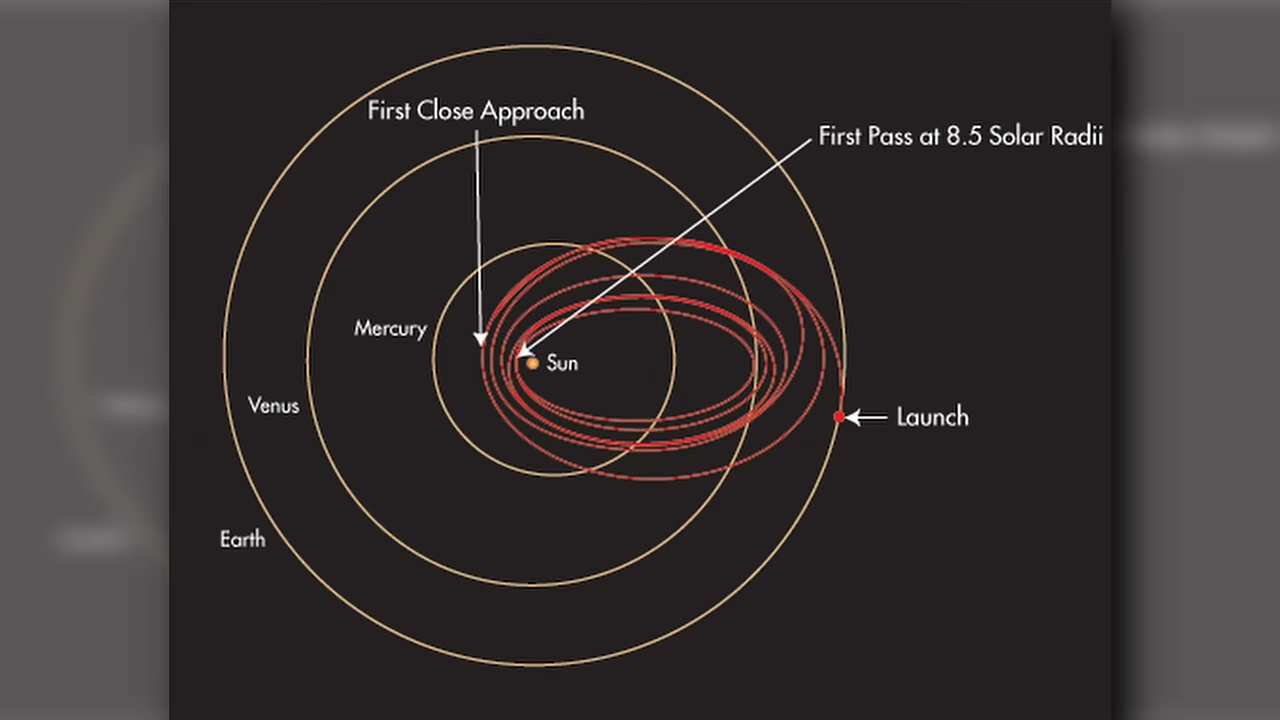 First Close Approach
First Pass at 8.5 Solar Radii
Mercury
Sun
Venus
Launch
Earth